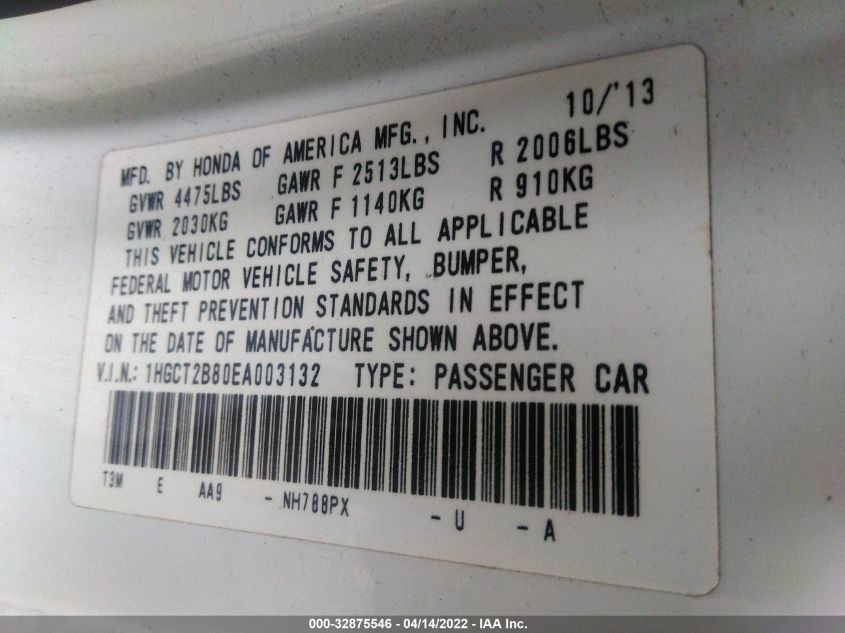 10/'13
MFD. BY HONDA OF AMERICA MFG., INC.
GVWR 4475LBS GAWR F 2513LBS R 2006LBS
GVWR 2030KG GAWR F 1140KG R 910KG
THIS VEHICLE CONFORMS TO ALL APPLICABLE
FEDERAL MOTOR VEHICLE SAFETY, BUMPER,
AND THEFT PREVENTION STANDARDS IN EFFECT
ON THE DATE OF MANUFACTURE SHOWN ABOVE.
V.I.N.: 1HGCT2B80EA003132 TYPE: PASSENGER CAR
T3M E AA9 - NH788PX - U - A
000-32875546 - 04/14/2022 - IAA Inc.